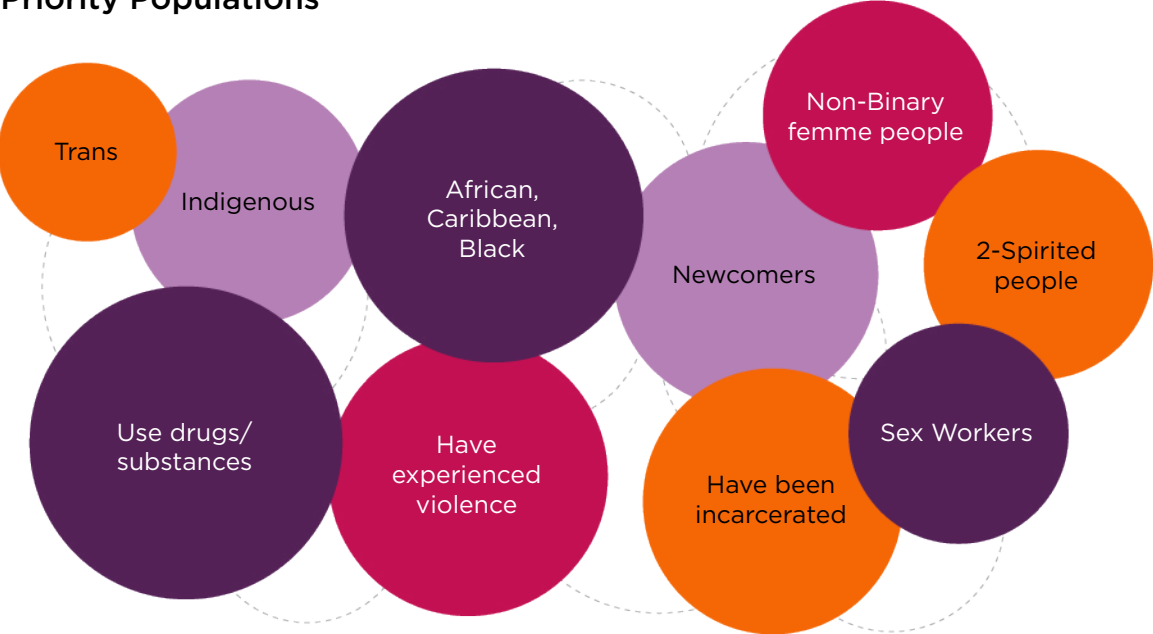 Priority Populations
Trans
Indigenous
African,
Caribbean,
Black
Newcomers
Non-Binary
femme people
2-Spirited
people
Use drugs/
substances
Have
experienced
violence
Have been
incarcerated
Sex Workers